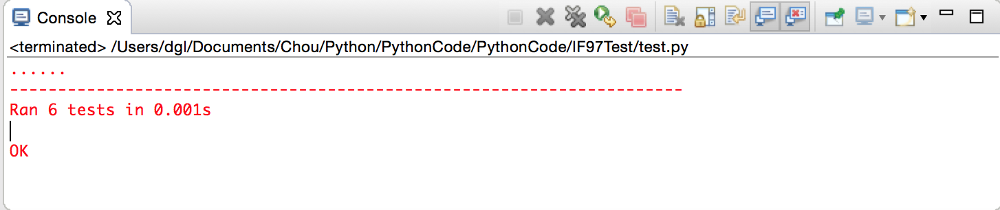 Console
<terminated> /Users/dgl/Documents/Chou/Python/PythonCode/PythonCode/IF97Test/test.py
......
----------------------------------------------------------------------
Ran 6 tests in 0.001s
OK